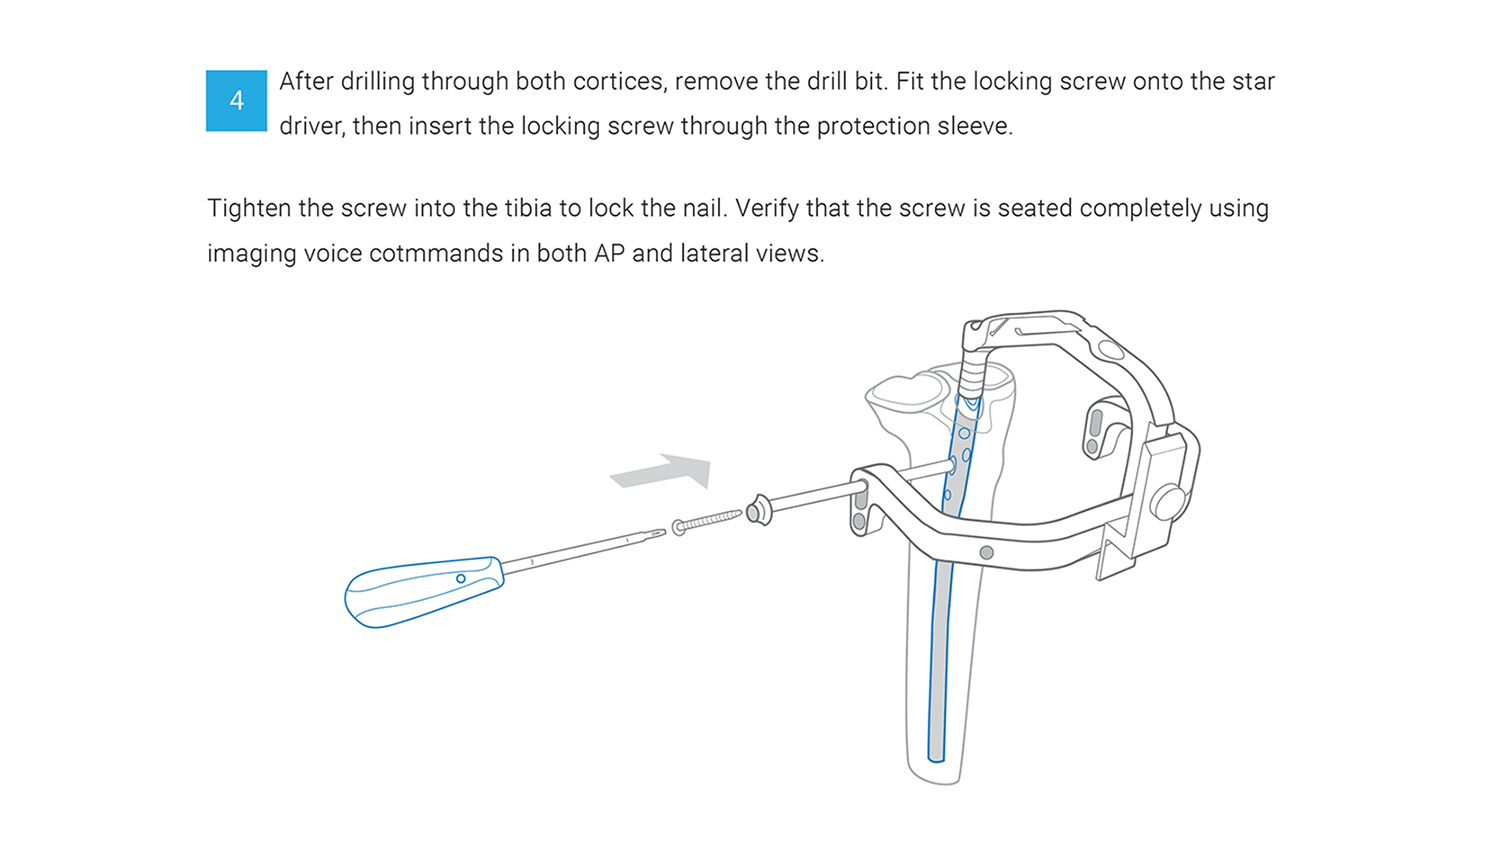 4
After drilling through both cortices, remove the drill bit. Fit the locking screw onto the star
driver, then insert the locking screw through the protection sleeve.
Tighten the screw into the tibia to lock the nail. Verify that the screw is seated completely using
imaging voice cotmmands in both AP and lateral views.